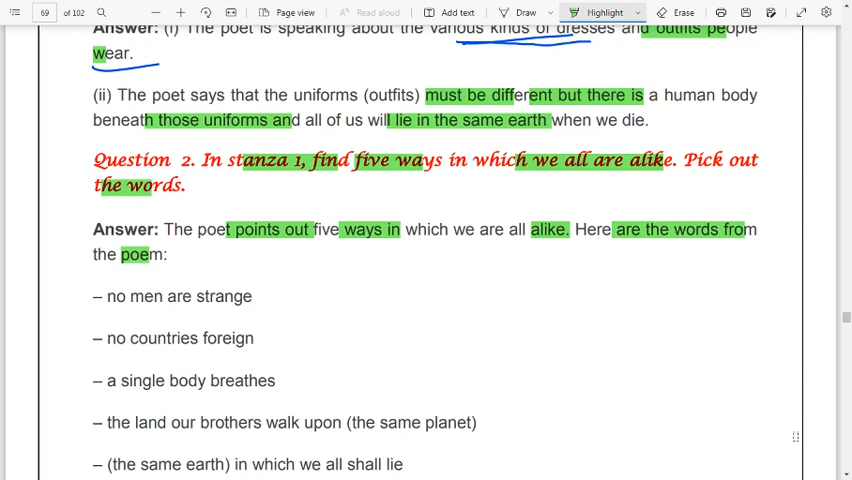 69 of 102 Page view Read aloud Add text Draw Highlight Erase
Answer: (i) The poet is speaking about the various kinds of dresses and outfits people
wear.
(ii) The poet says that the uniforms (outfits) must be different but there is a human body
beneath those uniforms and all of us will lie in the same earth when we die.
Question 2. In stanza 1, find five ways in which we all are alike. Pick out
the words.
Answer: The poet points out five ways in which we are all alike. Here are the words from
the poem:
– no men are strange
– no countries foreign
– a single body breathes
– the land our brothers walk upon (the same planet)
– (the same earth) in which we all shall lie